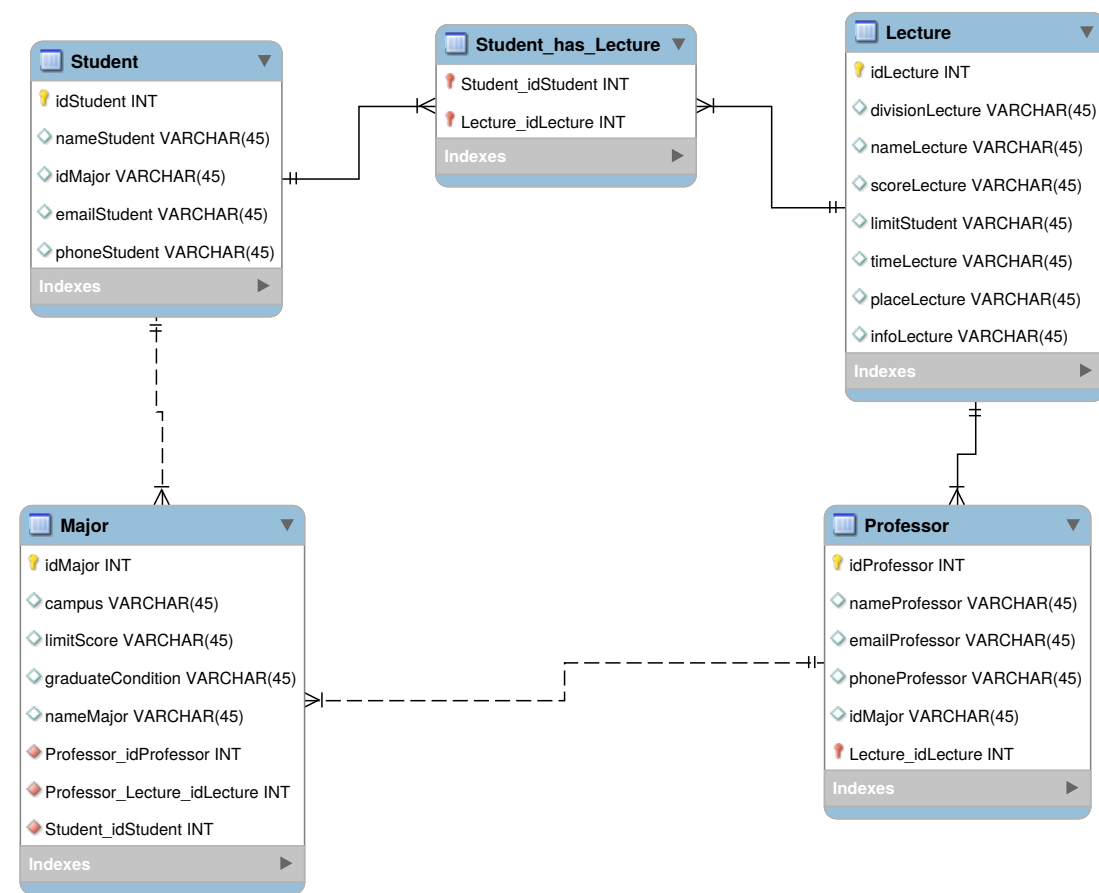 Student
idStudent INT
nameStudent VARCHAR(45)
idMajor VARCHAR(45)
emailStudent VARCHAR(45)
phoneStudent VARCHAR(45)
Indexes
Student_has_Lecture
Student_idStudent INT
Lecture_idLecture INT
Indexes
Lecture
idLecture INT
divisionLecture VARCHAR(45)
nameLecture VARCHAR(45)
scoreLecture VARCHAR(45)
limitStudent VARCHAR(45)
timeLecture VARCHAR(45)
placeLecture VARCHAR(45)
infoLecture VARCHAR(45)
Indexes
Major
idMajor INT
campus VARCHAR(45)
limitScore VARCHAR(45)
graduateCondition VARCHAR(45)
nameMajor VARCHAR(45)
Professor_idProfessor INT
Professor_Lecture_idLecture INT
Student_idStudent INT
Indexes
Professor
idProfessor INT
nameProfessor VARCHAR(45)
emailProfessor VARCHAR(45)
phoneProfessor VARCHAR(45)
idMajor VARCHAR(45)
Lecture_idLecture INT
Indexes